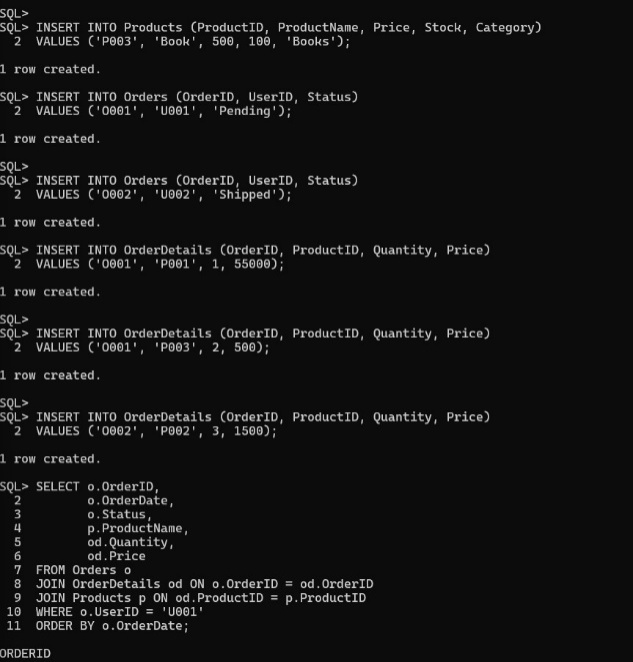 SQL>
SQL> INSERT INTO Products (ProductID, ProductName, Price, Stock, Category)
  2  VALUES ('P003', 'Book', 500, 100, 'Books');

1 row created.

SQL> INSERT INTO Orders (OrderID, UserID, Status)
  2  VALUES ('O001', 'U001', 'Pending');

1 row created.

SQL>
SQL> INSERT INTO Orders (OrderID, UserID, Status)
  2  VALUES ('O002', 'U002', 'Shipped');

1 row created.

SQL> INSERT INTO OrderDetails (OrderID, ProductID, Quantity, Price)
  2  VALUES ('O001', 'P001', 1, 55000);

1 row created.

SQL>
SQL> INSERT INTO OrderDetails (OrderID, ProductID, Quantity, Price)
  2  VALUES ('O001', 'P003', 2, 500);

1 row created.

SQL>
SQL> INSERT INTO OrderDetails (OrderID, ProductID, Quantity, Price)
  2  VALUES ('O002', 'P002', 3, 1500);

1 row created.

SQL> SELECT o.OrderID,
  2         o.OrderDate,
  3         o.Status,
  4         p.ProductName,
  5         od.Quantity,
  6         od.Price
  7  FROM Orders o
  8  JOIN OrderDetails od ON o.OrderID = od.OrderID
  9  JOIN Products p ON od.ProductID = p.ProductID
 10  WHERE o.UserID = 'U001'
 11  ORDER BY o.OrderDate;

ORDERID